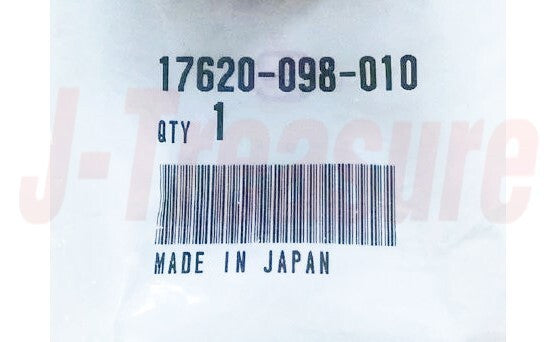 17620-098-010
QTY 1
J-Treasure
MADE IN JAPAN